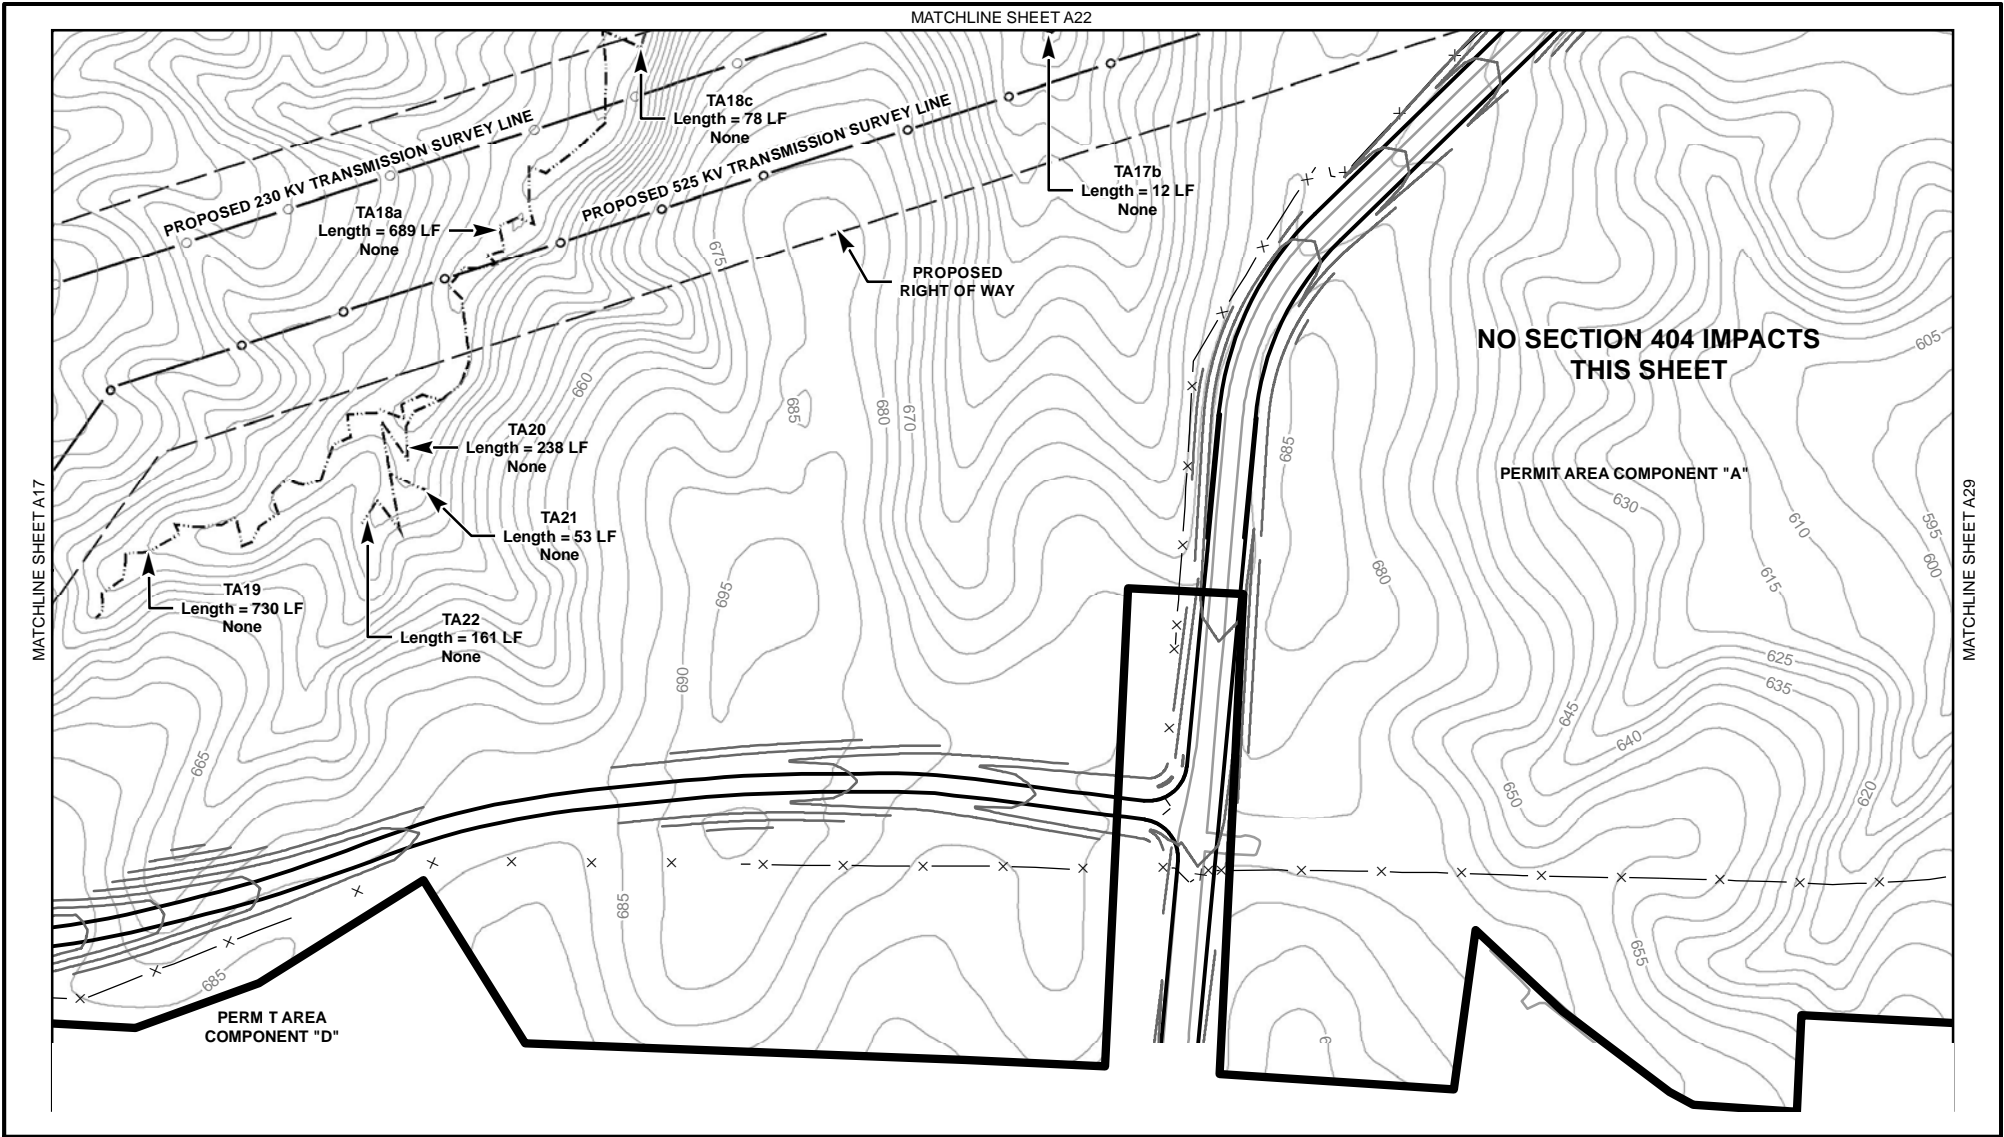 MATCHLINE SHEET A22
TA18c
Length = 78 LF
None
PROPOSED 230 KV TRANSMISSION SURVEY LINE
PROPOSED 525 KV TRANSMISSION SURVEY LINE
TA17b
Length = 12 LF
None
TA18a
Length = 689 LF
None
675
PROPOSED
RIGHT OF WAY
NO SECTION 404 IMPACTS
THIS SHEET
605
660
685
680
670
685
TA20
Length = 238 LF
None
PERMIT AREA COMPONENT "A"
MATCHLINE SHEET A17
MATCHLINE SHEET A29
630
610
595
600
TA21
Length = 53 LF
None
680
615
695
TA19
Length = 730 LF
None
TA22
Length = 161 LF
None
690
625
635
645
640
665
650
620
685
655
685
PERM T AREA
COMPONENT "D"